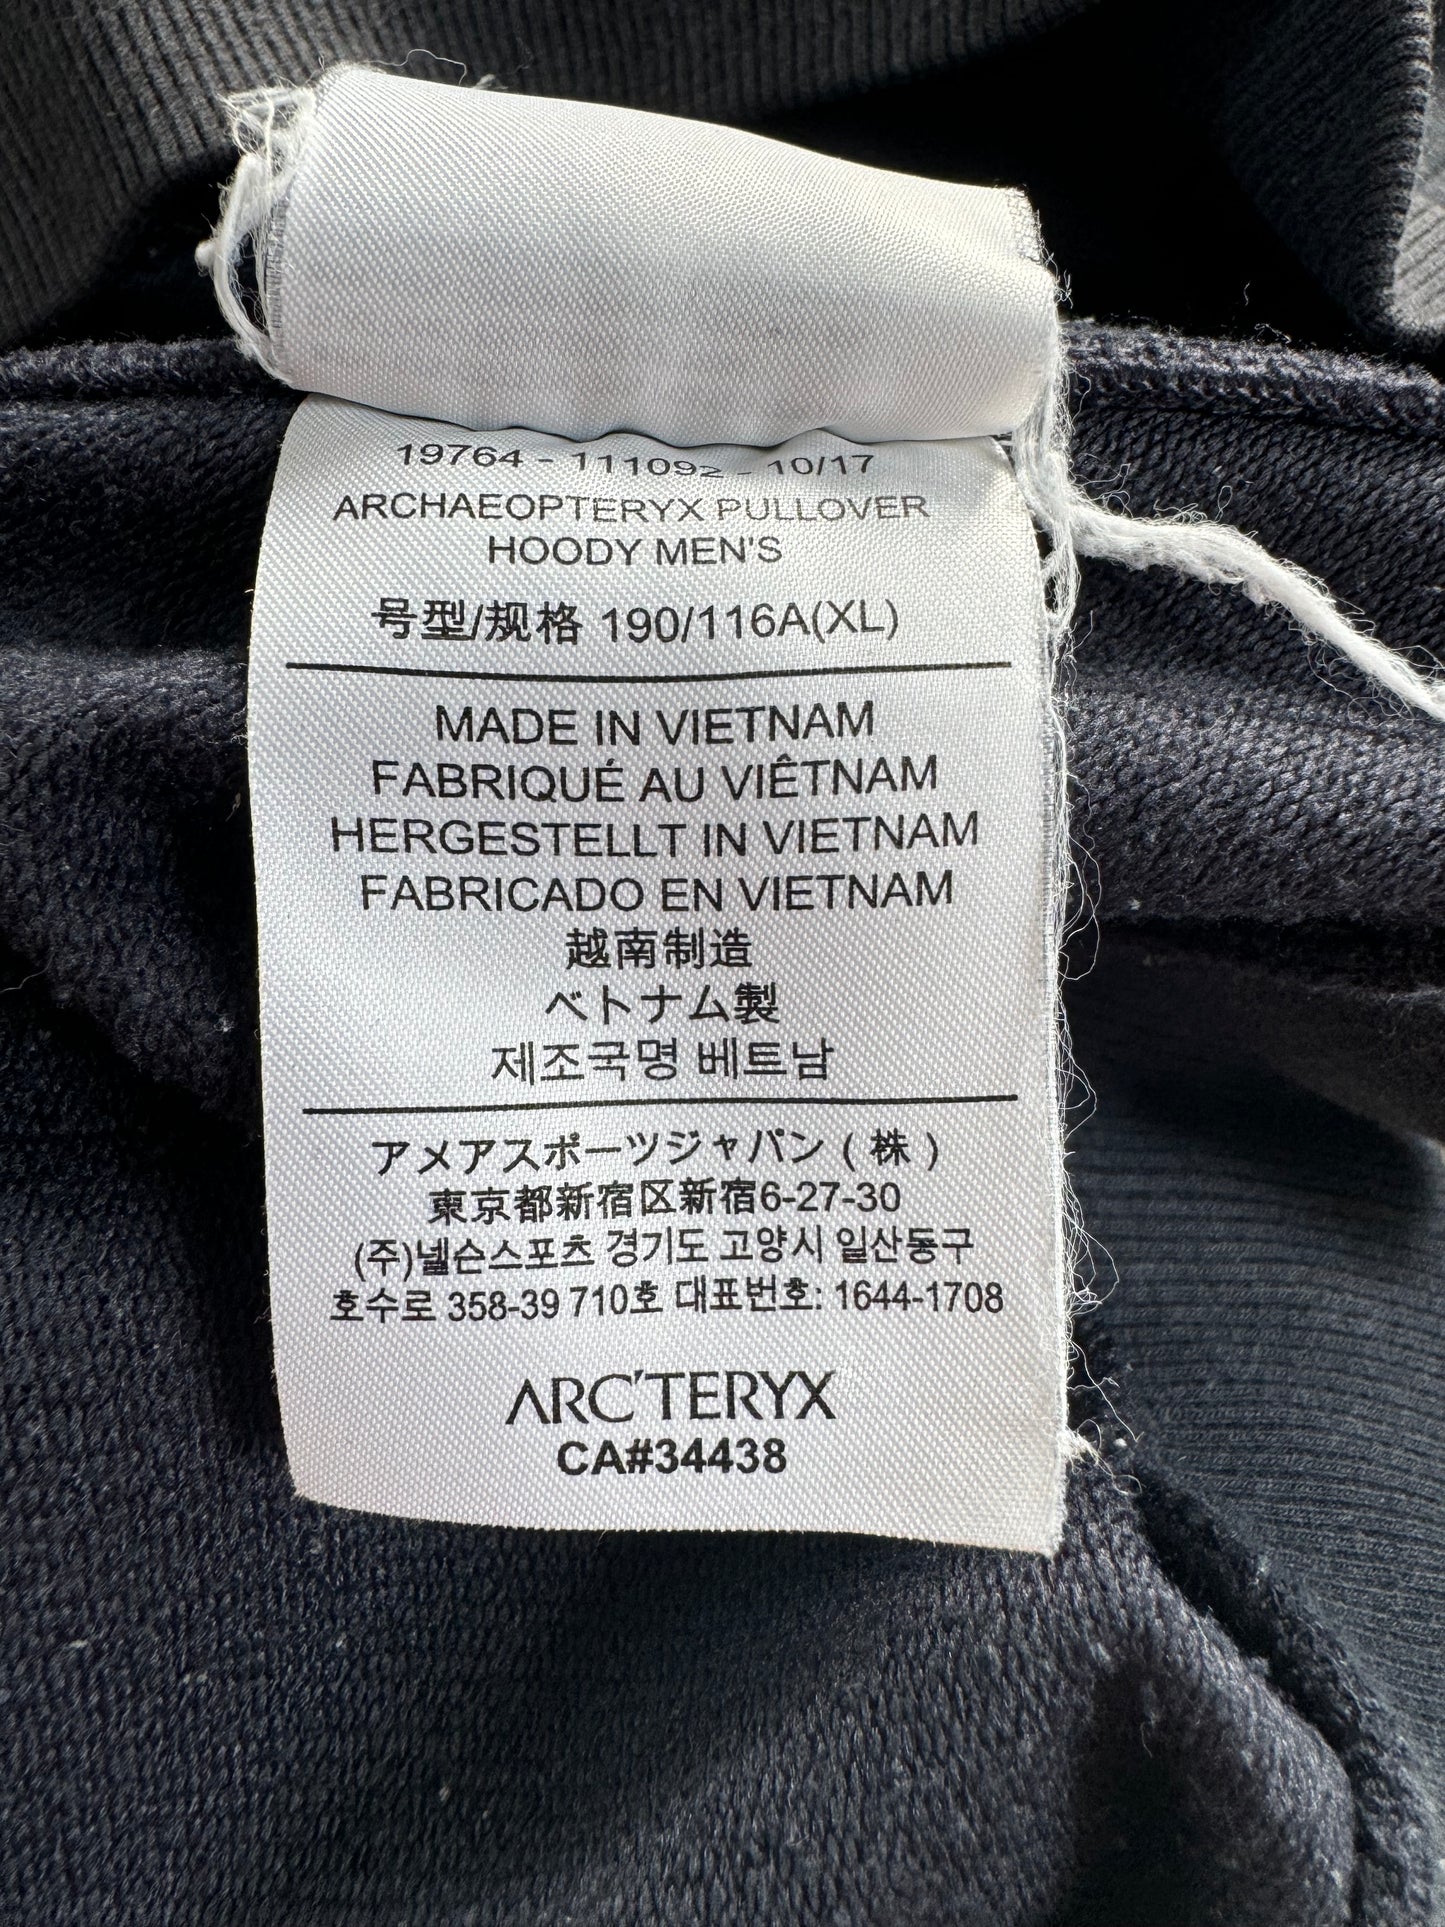 19764 - 111092 - 10/17
ARCHAEOPTERYX PULLOVER
HOODY MEN'S
号型/规格 190/116A(XL)
MADE IN VIETNAM
FABRIQUÉ AU VIÊTNAM
HERGESTELLT IN VIETNAM
FABRICADO EN VIETNAM
越南制造
ベトナム製
제조국명 베트남
アメアスポーツジャパン（株）
東京都新宿区新宿6-27-30
(주)넬슨스포츠 경기도 고양시 일산동구
호수로 358-39 710호 대표번호: 1644-1708
ARC'TERYX
CA#34438